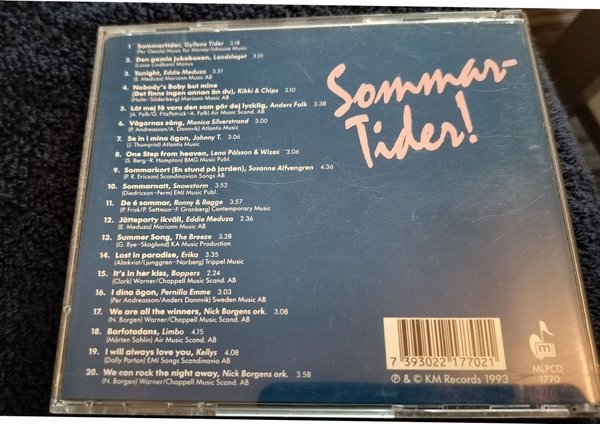 1 Sommartider, Gyllene Tider 3.18
(Per Gessle) Music for Money/Inhouse Music
2. Den gamla jukeboxen, Landslaget 3:01
(Lasse Lindbom) Manus
3. Tonight, Eddie Meduza 3.51
(E. Meduza) Mariann Music AB
4. Nobody's Baby but mine
(Det finns ingen annan än du), Kikki & Chips 3.10
(Holm-Söderberg) Mariann Music AB
5. Låt mej få vara den som gör dej lycklig, Anders Falk 3.38
(A. Falk/G. Fitzpatrick-A. Falk) Air Music Scand. AB
6. Vågornas sång, Monica Silverstrand 3.00
(P. Andreasson/A. Dannvik) Atlantis Music
7. Se in i mina ögon, Johnny T. 3.06
(J. Thunqvist) Atlantis Music
8. One Step from heaven, Lena Pålsson & Wizex 3.10
(S. Berg-R. Hampton) BMG Music Publ.
9. Sommarkort (En stund på jorden), Susanne Alfvengren 4.36
(P. R. Ericson) Scandinavian Songs AB
10. Sommarnatt, Snowstorm 3.52
(Diedricson-Ferm) EMI Music Publ.
11. De é sommar, Ronny & Ragge 3.57
(P. Frisk/P. Settman-F. Granberg) Contemporary Music
12. Jätteparty ikväll, Eddie Meduza 2.36
(E. Meduza) Mariann Music AB
13. Summer Song, The Breeze 3.28
(G. Bye-Skoglund) KA Music Production
14. Lost in paradise, Erika 3.35
(Almkvist/Ljunggren-Norberg) Trippel Music
15. It's in her kiss, Boppers 2.24
(Clark) Warner/Chappell Music Scand. AB
16. I dina ögon, Pernilla Emme 3.03
(Per Andreasson/Anders Dannvik) Sweden Music AB
17. We are all the winners, Nick Borgens ork. 3.08
(N. Borgen) Warner/Chappell Music Scand. AB
18. Barfotadans, Limbo 4.15
(Mårten Sahlin) Air Music Scand. AB
19. I will always love you, Kellys 4.08
(Dolly Parton) EMI Songs Scandinavia AB
20. We can rock the night away, Nick Borgens ork. 3.58
(N. Borgen) Warner/Chappell Music Scand. AB
Sommar-
Tider!
7 393022 177021
℗ & © KM Records 1993
m
MLPCD
1770